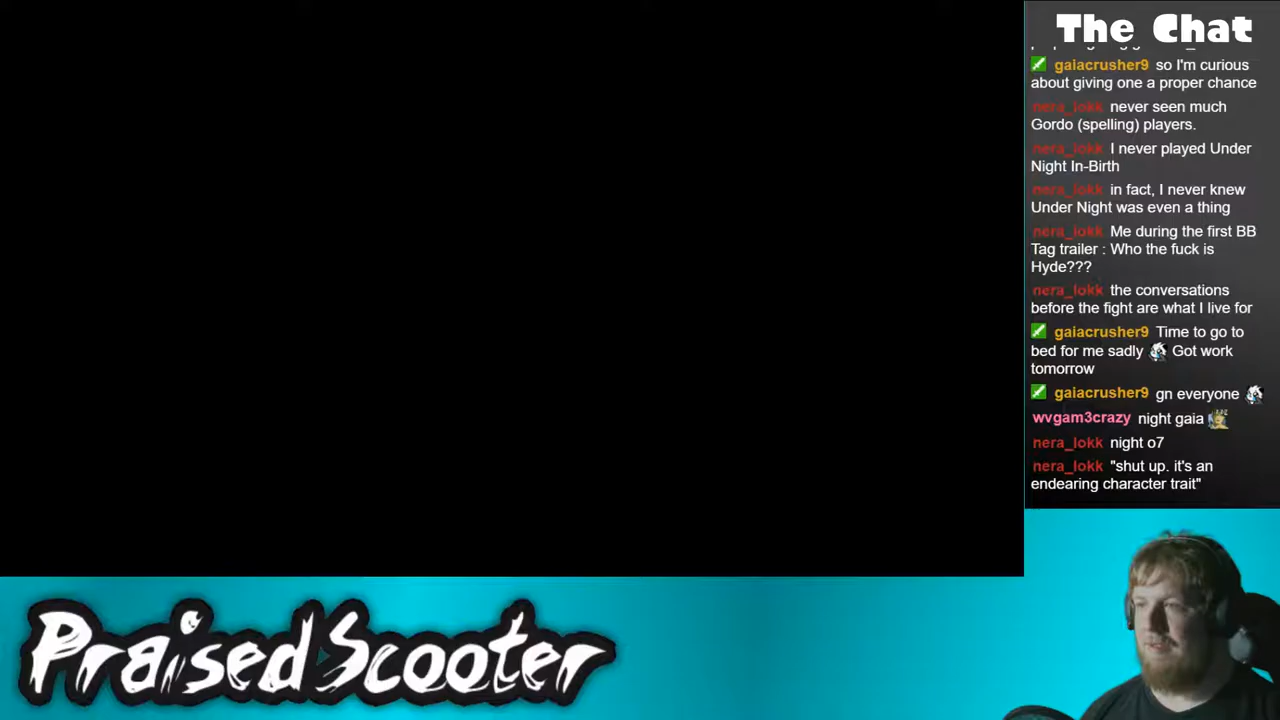 The Chat
gaiacrusher9 so I'm curious
about giving one a proper chance
nera_lokk never seen much
Gordo (spelling) players.
nera_lokk I never played Under
Night In-Birth
nera_lokk in fact, I never knew
Under Night was even a thing
nera_lokk Me during the first BB
Tag trailer : Who the fuck is
Hyde???
nera_lokk the conversations
before the fight are what I live for
gaiacrusher9 Time to go to
bed for me sadly Got work
tomorrow
gaiacrusher9 gn everyone
wvgam3crazy night gaia
nera_lokk night o7
nera_lokk "shut up. it's an
endearing character trait"
PraisedScooter